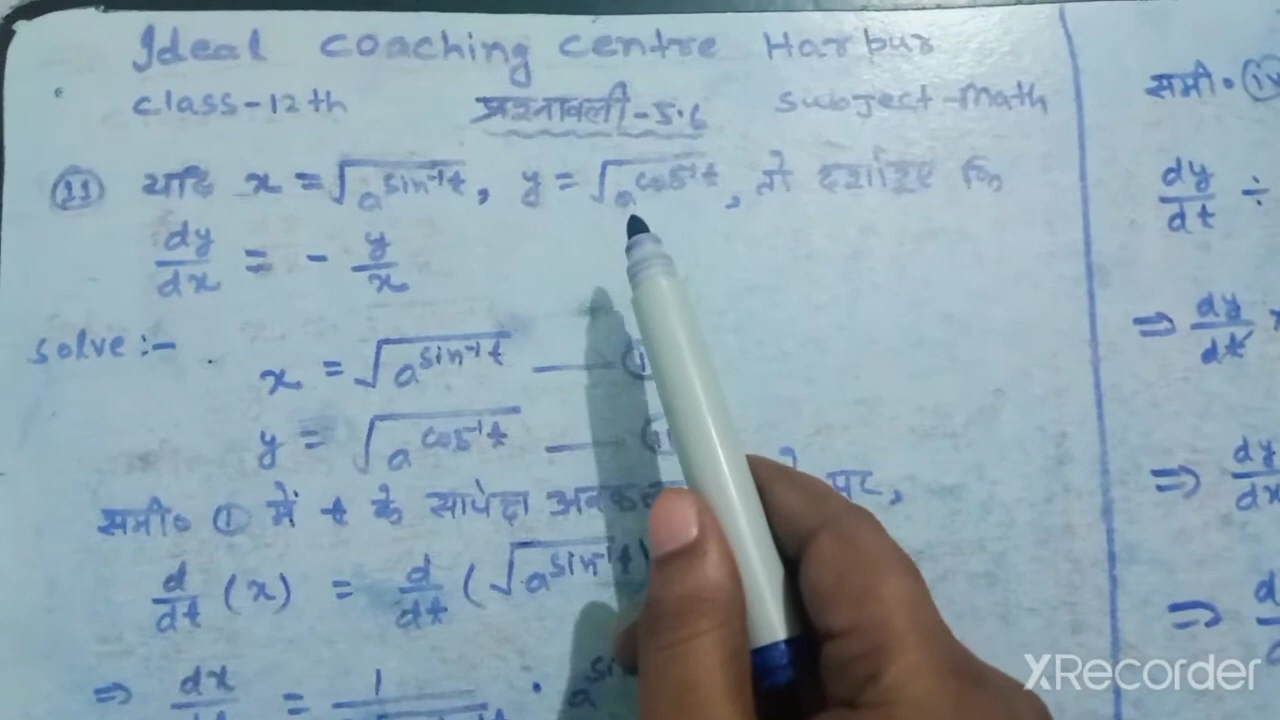 Ideal coaching centre Harpur
class-12th प्रश्नावली-5.6 subject-Math
(11) यदि x = √a^sin⁻¹t, y = √a^cos⁻¹t, तो दर्शाइए कि
dy/dx = - y/x
solve:-
x = √a^sin⁻¹t —— (i)
y = √a^cos⁻¹t —— (ii)
समी० (i) में t के सापेक्ष पर,
d/dt (x) = d/dt (√a^sin⁻¹t)
⇒ dx = 1 ·
समी०
dy/dt ÷
⇒ dy/dt
⇒ dy/dx
⇒ d
XRecorder